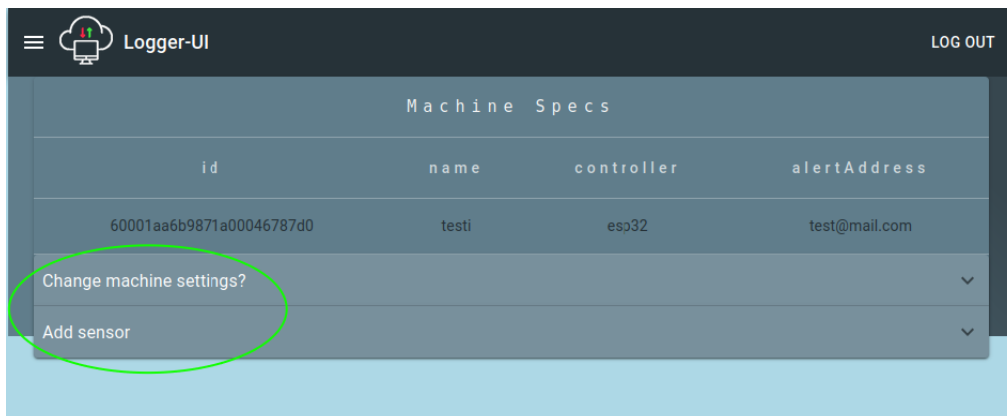 Logger-UI LOG OUT
Machine Specs
id name controller alertAddress
60001aa6b9871a00046787d0 testi esp32 test@mail.com
Change machine settings?
Add sensor